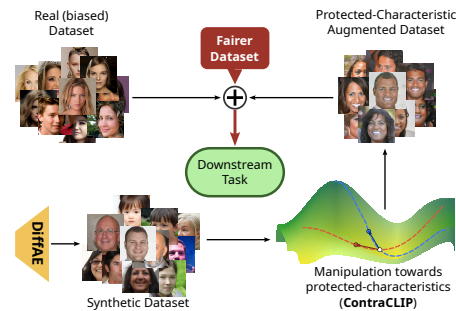 Real (biased)
Dataset
Fairer
Dataset
Protected-Characteristic
Augmented Dataset
Downstream
Task
DiffAE
Synthetic Dataset
Manipulation towards
protected-characteristics
(ContraCLIP)